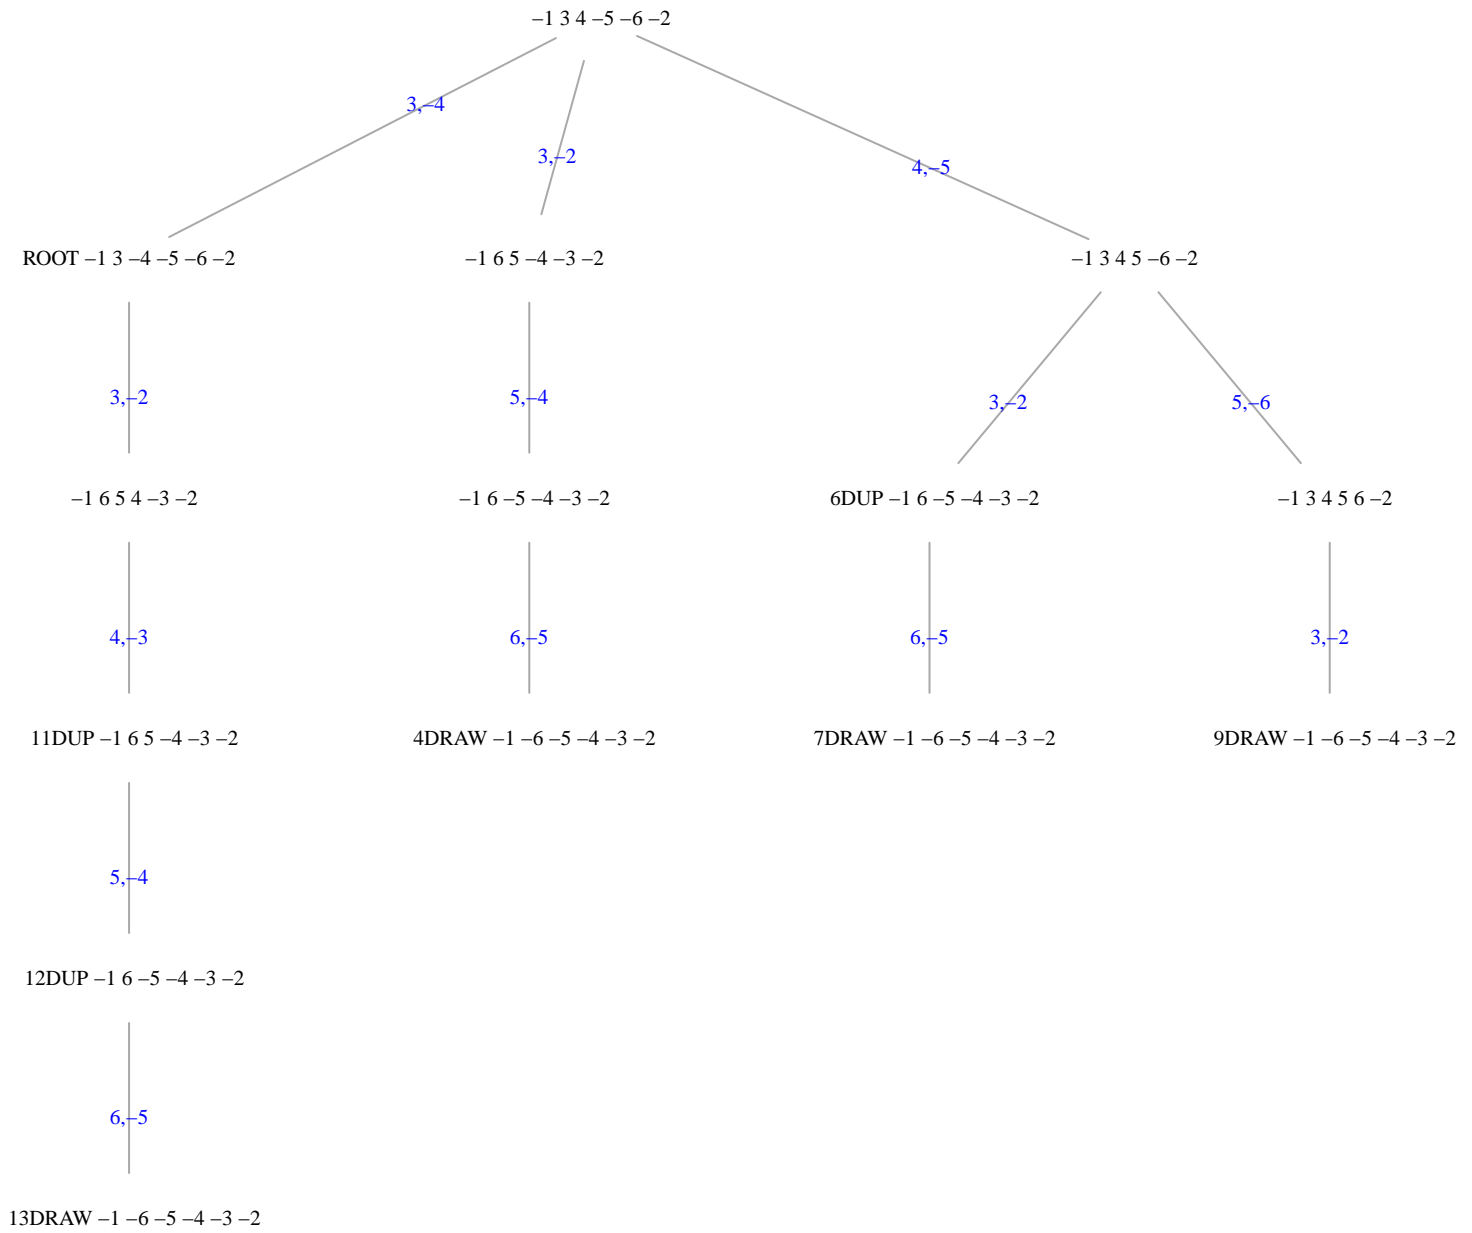 –1 3 4 –5 –6 –2
3,–4
3,–2
4,–5
ROOT –1 3 –4 –5 –6 –2
–1 6 5 –4 –3 –2
–1 3 4 5 –6 –2
3,–2
5,–4
3,–2
5,–6
–1 6 5 4 –3 –2
–1 6 –5 –4 –3 –2
6DUP –1 6 –5 –4 –3 –2
–1 3 4 5 6 –2
4,–3
6,–5
6,–5
3,–2
11DUP –1 6 5 –4 –3 –2
4DRAW –1 –6 –5 –4 –3 –2
7DRAW –1 –6 –5 –4 –3 –2
9DRAW –1 –6 –5 –4 –3 –2
5,–4
12DUP –1 6 –5 –4 –3 –2
6,–5
13DRAW –1 –6 –5 –4 –3 –2